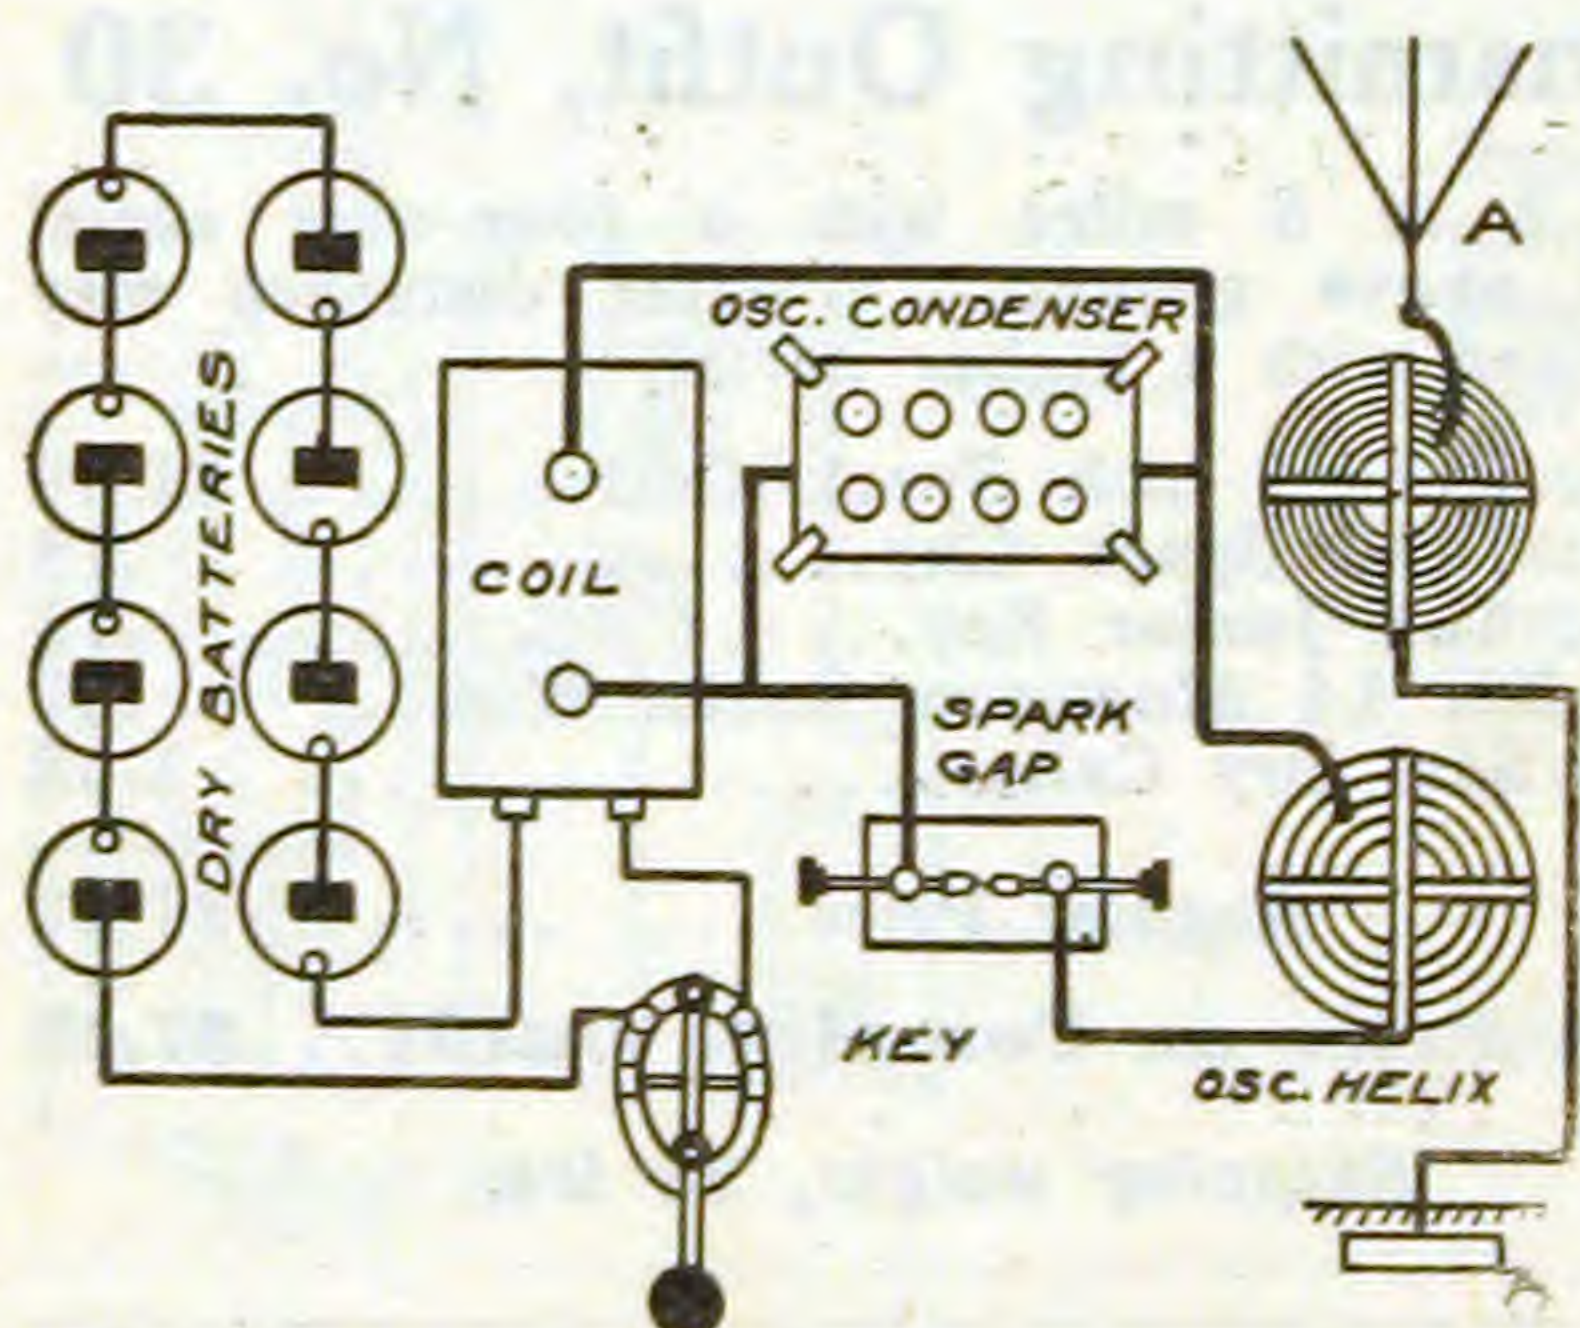 A
OSC. CONDENSER
DRY BATTERIES
COIL
SPARK
GAP
KEY
OSC. HELIX